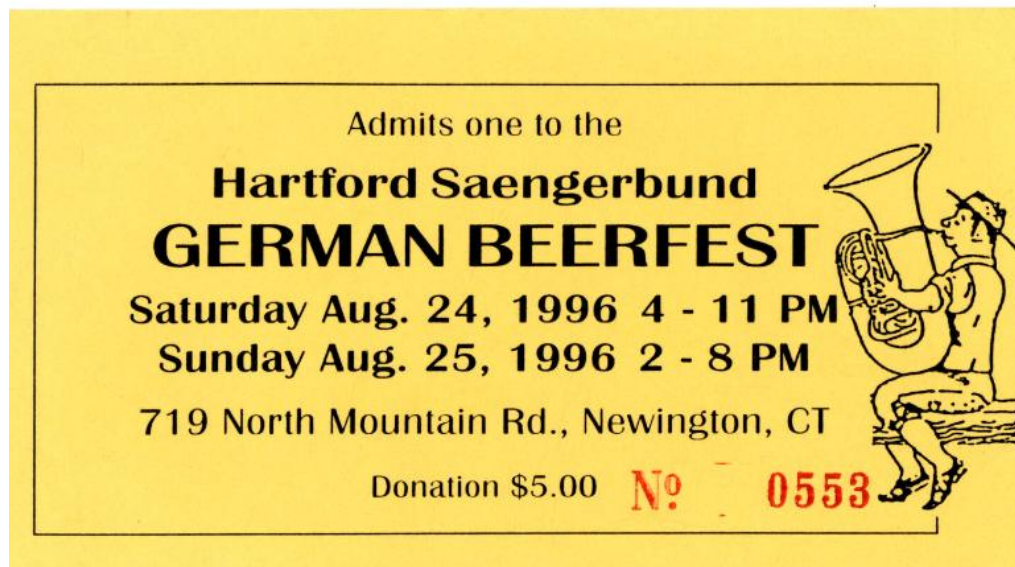 Admits one to the
Hartford Saengerbund
GERMAN BEERFEST
Saturday Aug. 24, 1996 4 - 11 PM
Sunday Aug. 25, 1996 2 - 8 PM
719 North Mountain Rd., Newington, CT
Donation $5.00 Nº 0553